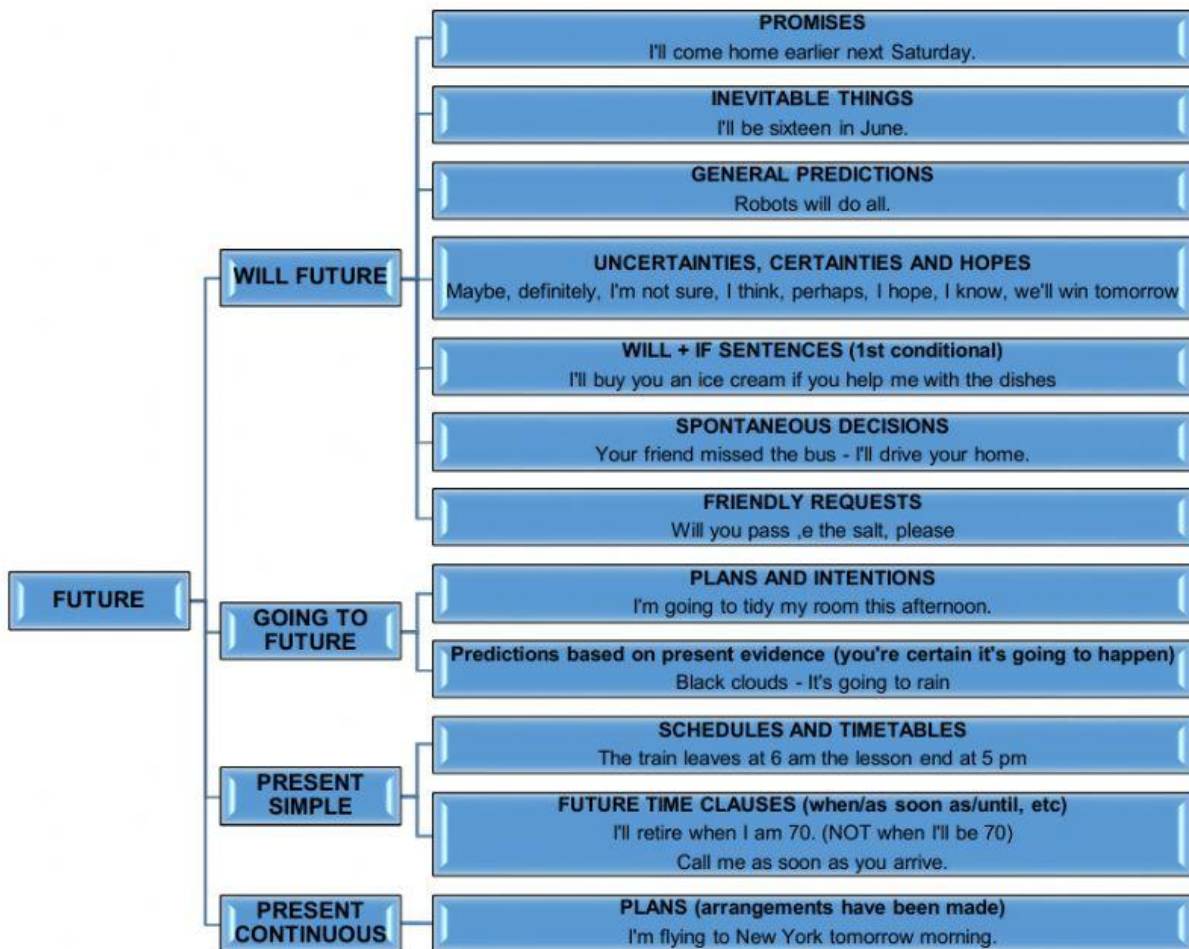 FUTURE
WILL FUTURE
PROMISES
I'll come home earlier next Saturday.
INEVITABLE THINGS
I'll be sixteen in June.
GENERAL PREDICTIONS
Robots will do all.
UNCERTAINTIES, CERTAINTIES AND HOPES
Maybe, definitely, I'm not sure, I think, perhaps, I hope, I know, we'll win tomorrow
WILL + IF SENTENCES (1st conditional)
I'll buy you an ice cream if you help me with the dishes
SPONTANEOUS DECISIONS
Your friend missed the bus - I'll drive your home.
FRIENDLY REQUESTS
Will you pass ,e the salt, please
GOING TO
FUTURE
PLANS AND INTENTIONS
I'm going to tidy my room this afternoon.
Predictions based on present evidence (you're certain it's going to happen)
Black clouds - It's going to rain
PRESENT
SIMPLE
SCHEDULES AND TIMETABLES
The train leaves at 6 am the lesson end at 5 pm
FUTURE TIME CLAUSES (when/as soon as/until, etc)
I'll retire when I am 70. (NOT when I'll be 70)
Call me as soon as you arrive.
PRESENT
CONTINUOUS
PLANS (arrangements have been made)
I'm flying to New York tomorrow morning.